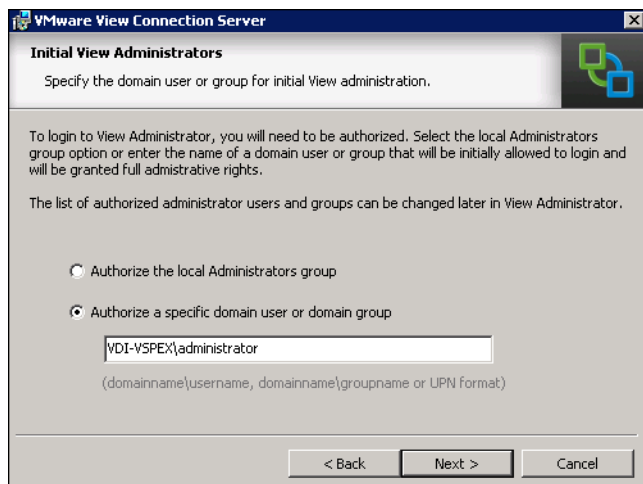 VMware View Connection Server
Initial View Administrators
Specify the domain user or group for initial View administration.
To login to View Administrator, you will need to be authorized. Select the local Administrators
group option or enter the name of a domain user or group that will be initially allowed to login and
will be granted full admistrative rights.
The list of authorized administrator users and groups can be changed later in View Administrator.
Authorize the local Administrators group
Authorize a specific domain user or domain group
VDI-VSPEX\administrator
(domainname\username, domainname\groupname or UPN format)
< Back
Next >
Cancel